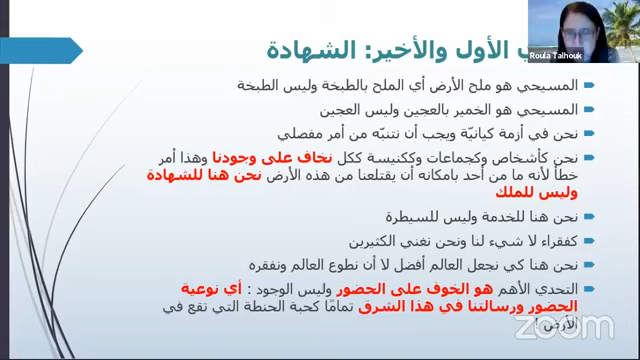 Roula Talhouk
ب الأول والأخير: الشهادة
المسيحي هو ملح الأرض أي الملح بالطبخة وليس الطبخة
المسيحي هو الخمير بالعجين وليس العجين
نحن في أزمة كيانيّة ويجب أن نتنبّه من أمر مفصلي
نحن كأشخاص وكجماعات وككنيسة ككل نخاف على وجودنا وهذا أمر
خطأ لأنه ما من أحد بامكانه أن يقتلعنا من هذه الأرض نحن هنا للشهادة
وليس للملك
نحن هنا للخدمة وليس للسيطرة
كفقراء لا شيء لنا ونحن نغني الكثيرين
نحن هنا كي نجعل العالم أفضل لا أن نطوع العالم ونفقره
التحدي الأهم هو الخوف على الحضور وليس الوجود : أي نوعية
الحضور ورسالتنا في هذا الشرق تمامًا كحبة الحنطة التي تقع في
الأرض !
zoom